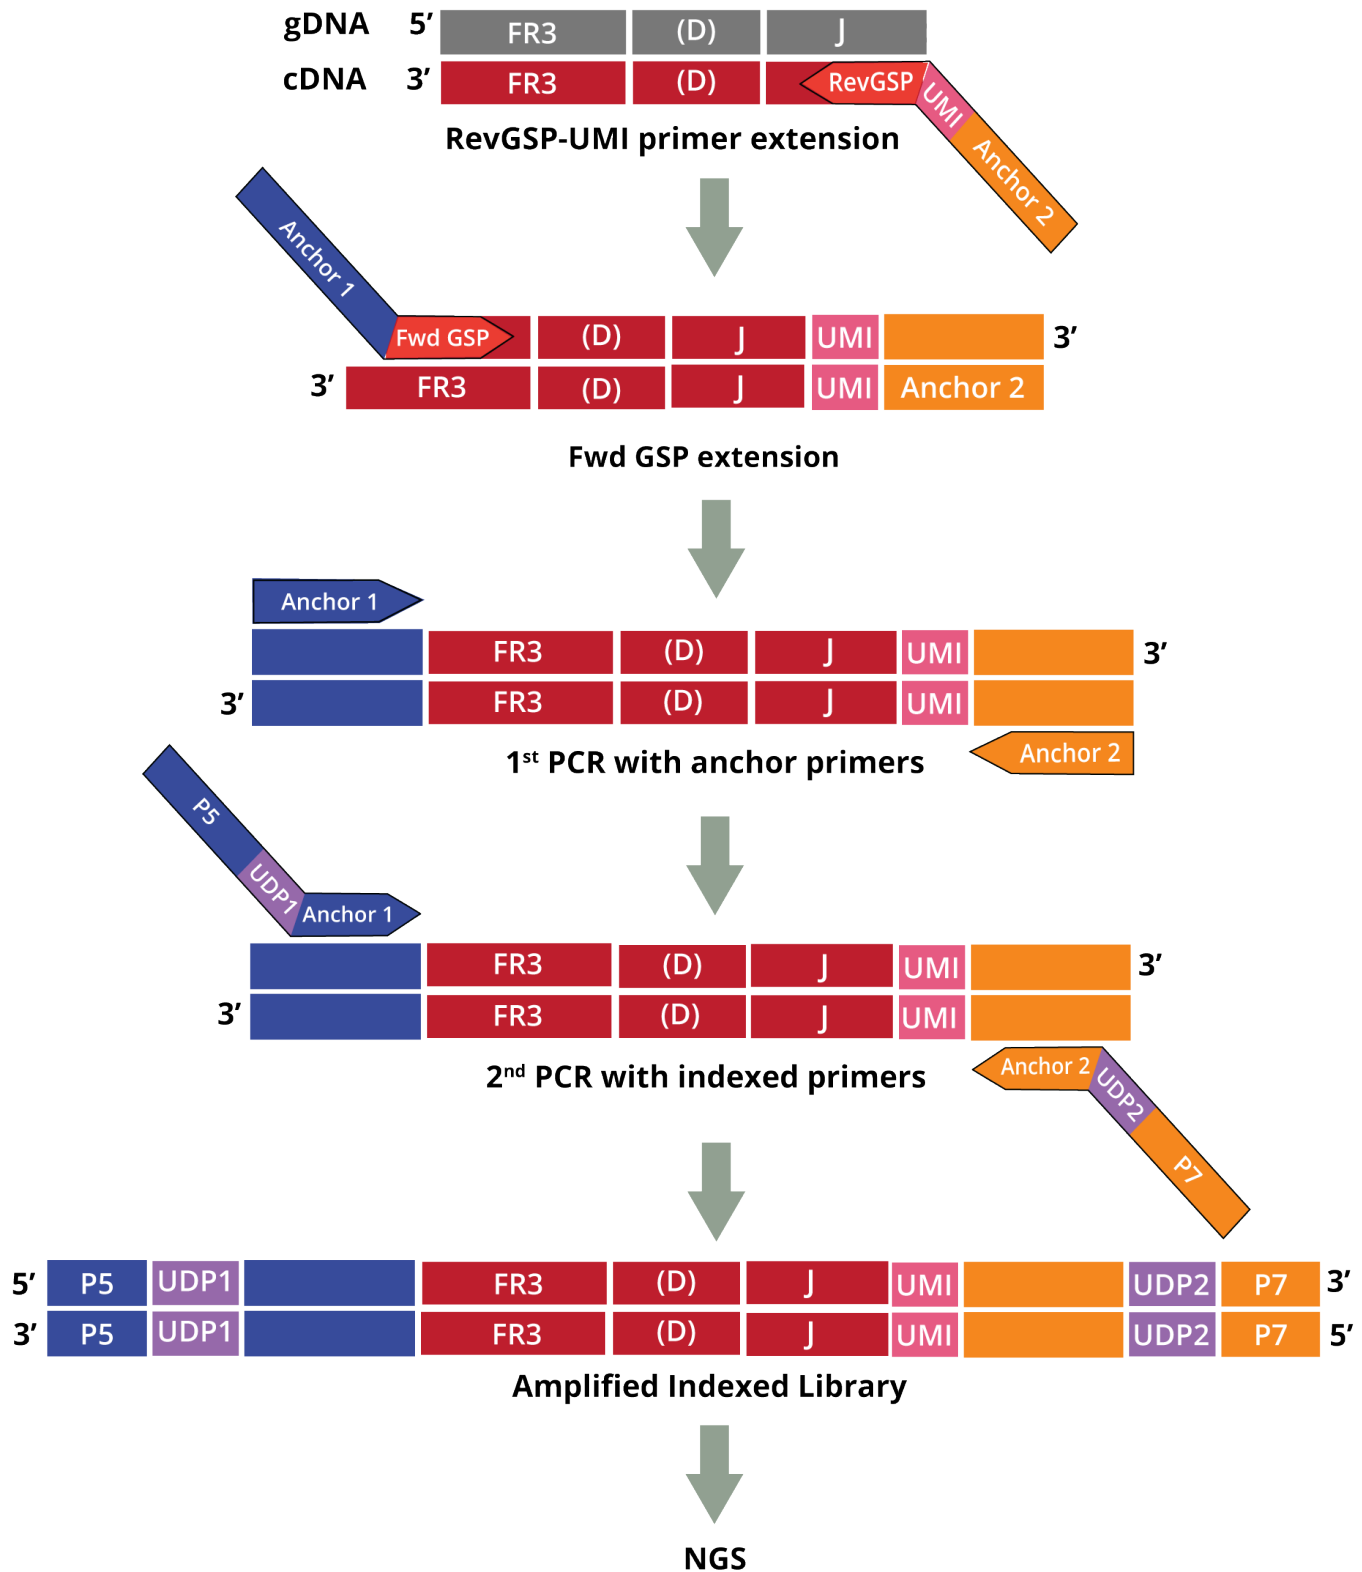 gDNA 5’ FR3 (D) J
cDNA 3’ FR3 (D) RevGSP UMI Anchor 2
RevGSP-UMI primer extension
Anchor 1 Fwd GSP (D) J UMI 3’
3’ FR3 (D) J UMI Anchor 2
Fwd GSP extension
Anchor 1
FR3 (D) J UMI 3’
3’ FR3 (D) J UMI
1st PCR with anchor primers Anchor 2
P5 UDP1 Anchor 1
FR3 (D) J UMI 3’
3’ FR3 (D) J UMI
2nd PCR with indexed primers Anchor 2 UDP2 P7
5’ P5 UDP1 FR3 (D) J UMI UDP2 P7 3’
3’ P5 UDP1 FR3 (D) J UMI UDP2 P7 5’
Amplified Indexed Library
NGS